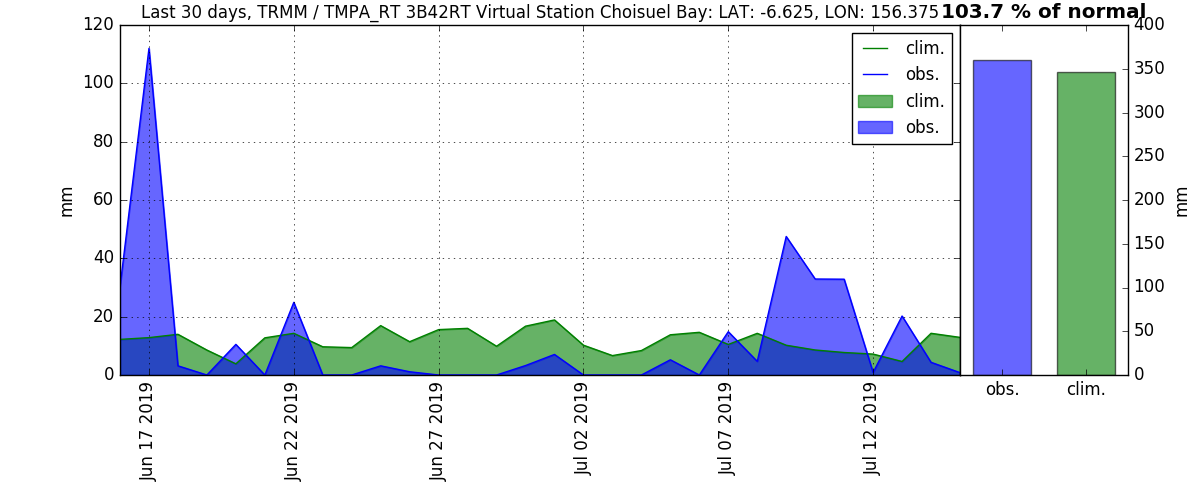 Last 30 days, TRMM / TMPA_RT 3B42RT Virtual Station Choisuel Bay: LAT: -6.625, LON: 156.375 103.7 % of normal
120
100
80
60
40
20
0
mm
clim.
obs.
clim.
obs.
Jun 17 2019
Jun 22 2019
Jun 27 2019
Jul 02 2019
Jul 07 2019
Jul 12 2019
400
350
300
250
200
150
100
50
0
mm
obs.
clim.